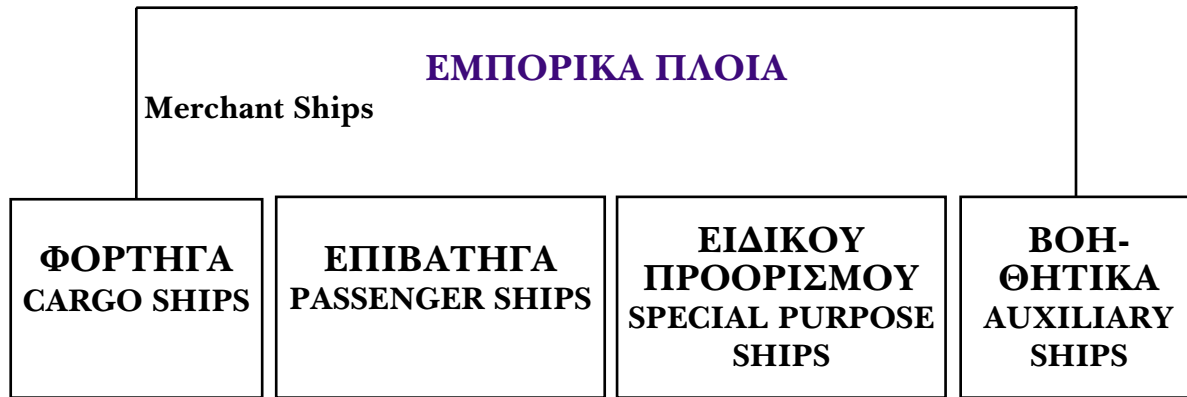 ΕΜΠΟΡΙΚΑ ΠΛΟΙΑ
Merchant Ships
ΦΟΡΤΗΓΑ
CARGO SHIPS
ΕΠΙΒΑΤΗΓΑ
PASSENGER SHIPS
ΕΙΔΙΚΟΥ
ΠΡΟΟΡΙΣΜΟΥ
SPECIAL PURPOSE
SHIPS
ΒΟΗ-
ΘΗΤΙΚΑ
AUXILIARY
SHIPS